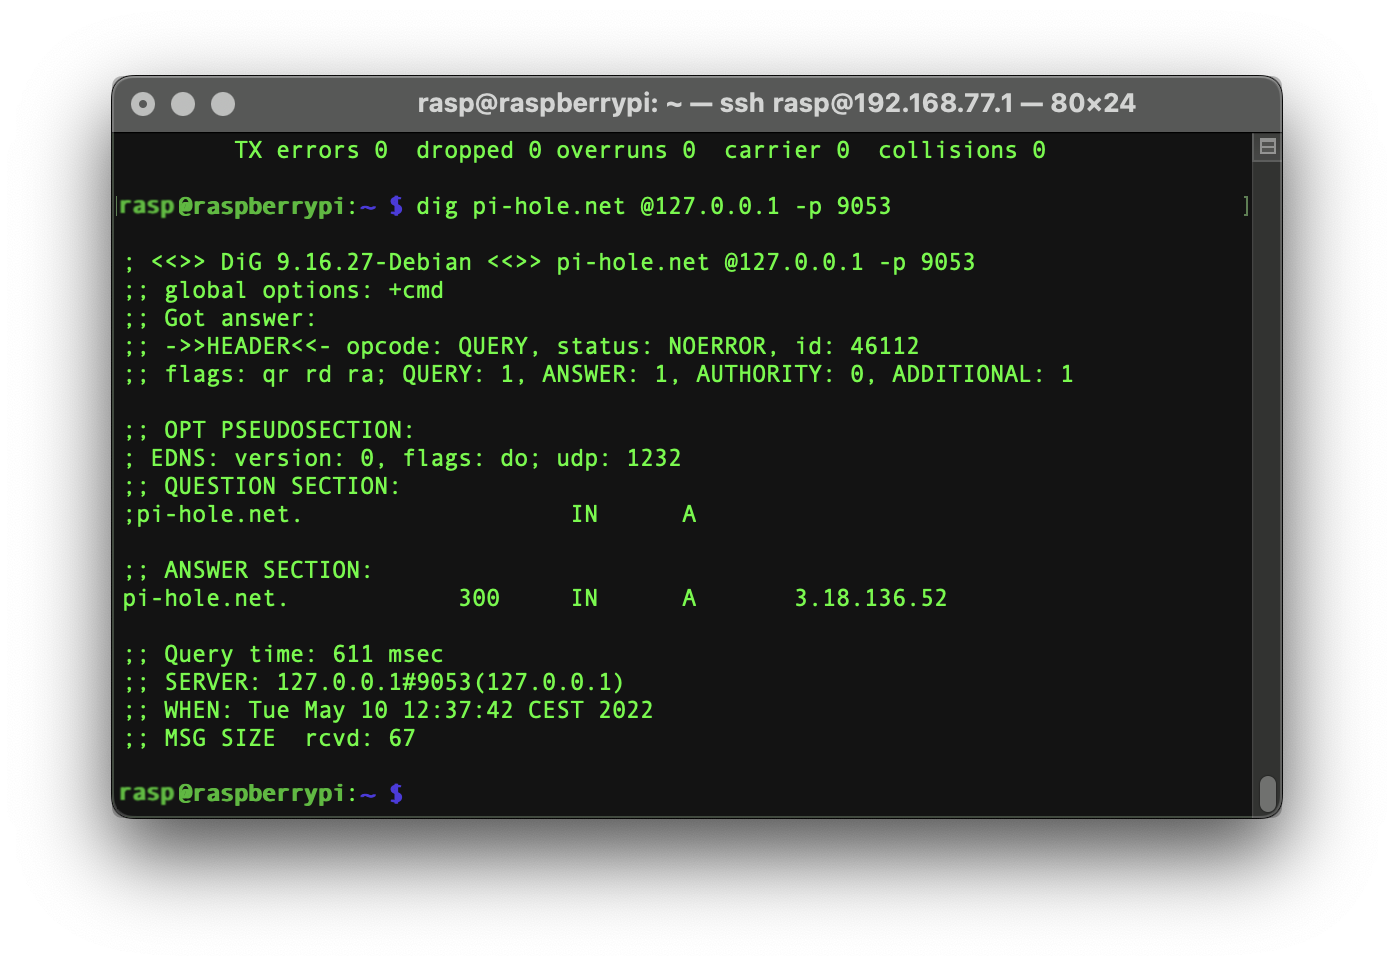 rasp@raspberrypi: ~ — ssh rasp@192.168.77.1 — 80×24
TX errors 0  dropped 0 overruns 0  carrier 0  collisions 0
rasp@raspberrypi:~ $ dig pi-hole.net @127.0.0.1 -p 9053
; <<>> DiG 9.16.27-Debian <<>> pi-hole.net @127.0.0.1 -p 9053
;; global options: +cmd
;; Got answer:
;; ->>HEADER<<- opcode: QUERY, status: NOERROR, id: 46112
;; flags: qr rd ra; QUERY: 1, ANSWER: 1, AUTHORITY: 0, ADDITIONAL: 1
;; OPT PSEUDOSECTION:
; EDNS: version: 0, flags: do; udp: 1232
;; QUESTION SECTION:
;pi-hole.net.                   IN      A
;; ANSWER SECTION:
pi-hole.net.            300     IN      A       3.18.136.52
;; Query time: 611 msec
;; SERVER: 127.0.0.1#9053(127.0.0.1)
;; WHEN: Tue May 10 12:37:42 CEST 2022
;; MSG SIZE  rcvd: 67
rasp@raspberrypi:~ $